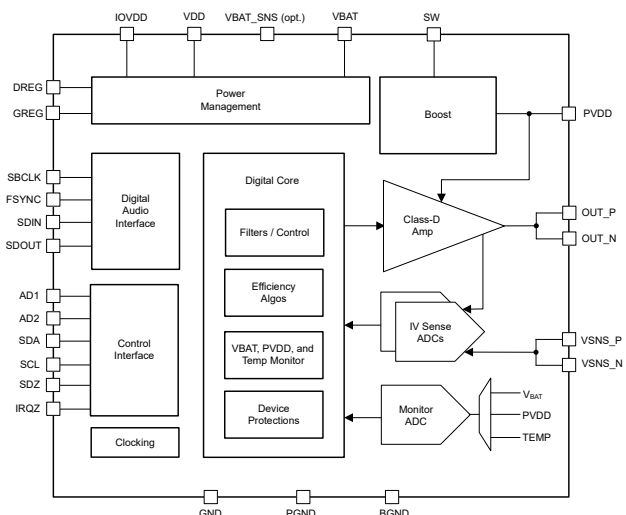 IOVDD
VDD
VBAT_SNS (opt.)
VBAT
SW
DREG
GREG
Power
Management
Boost
PVDD
SBCLK
FSYNC
SDIN
SDOUT
Digital
Audio
Interface
Digital Core
Filters / Control
Efficiency
Algos
VBAT, PVDD, and
Temp Monitor
Device
Protections
Class-D
Amp
OUT_P
OUT_N
AD1
AD2
SDA
SCL
SDZ
IRQZ
Control
Interface
Clocking
IV Sense
ADCs
VSNS_P
VSNS_N
Monitor
ADC
VBAT
PVDD
TEMP
GND
PGND
BGND